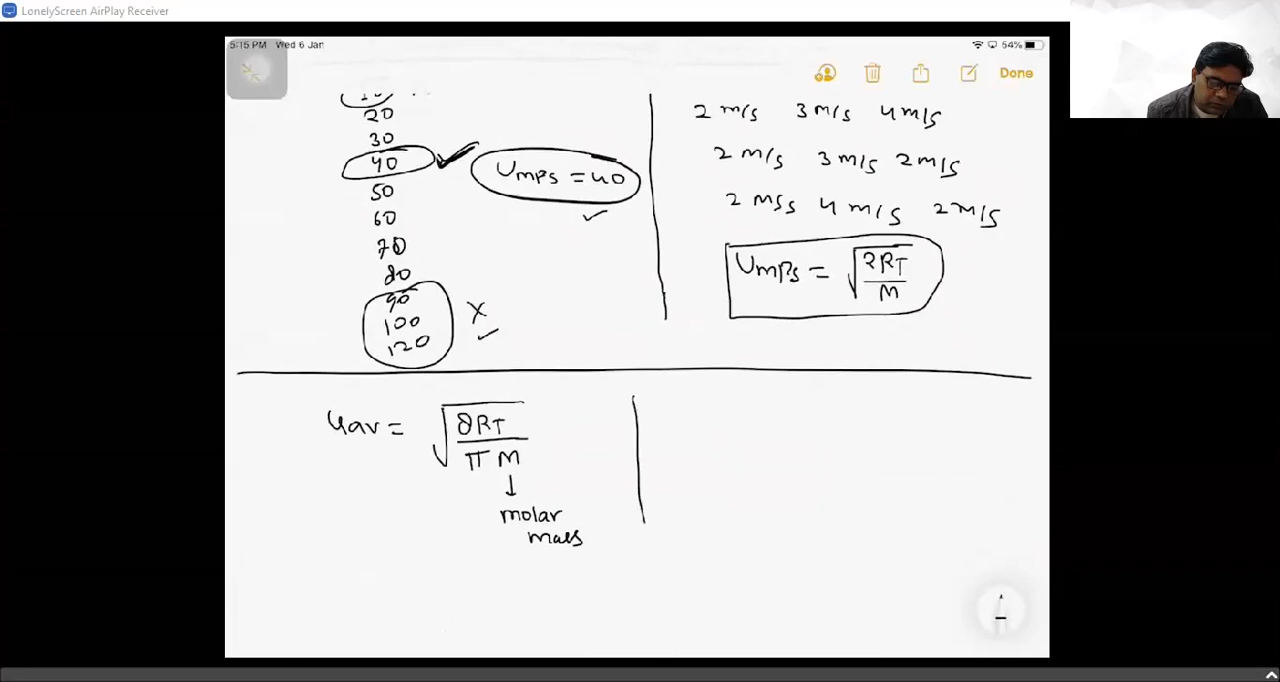 LonelyScreen AirPlay Receiver
5:15 PM Wed 6 Jan
54%
Done
10
20
30
40
50
60
70
80
90
100
120
Umps = 40
2 m/s 3 m/s 4 m/s
2 m/s 3 m/s 2 m/s
2 mss 4 m/s 2 m/s
Umps = √2RT/M
Uav = √8RT/πM
↓
molar
mass